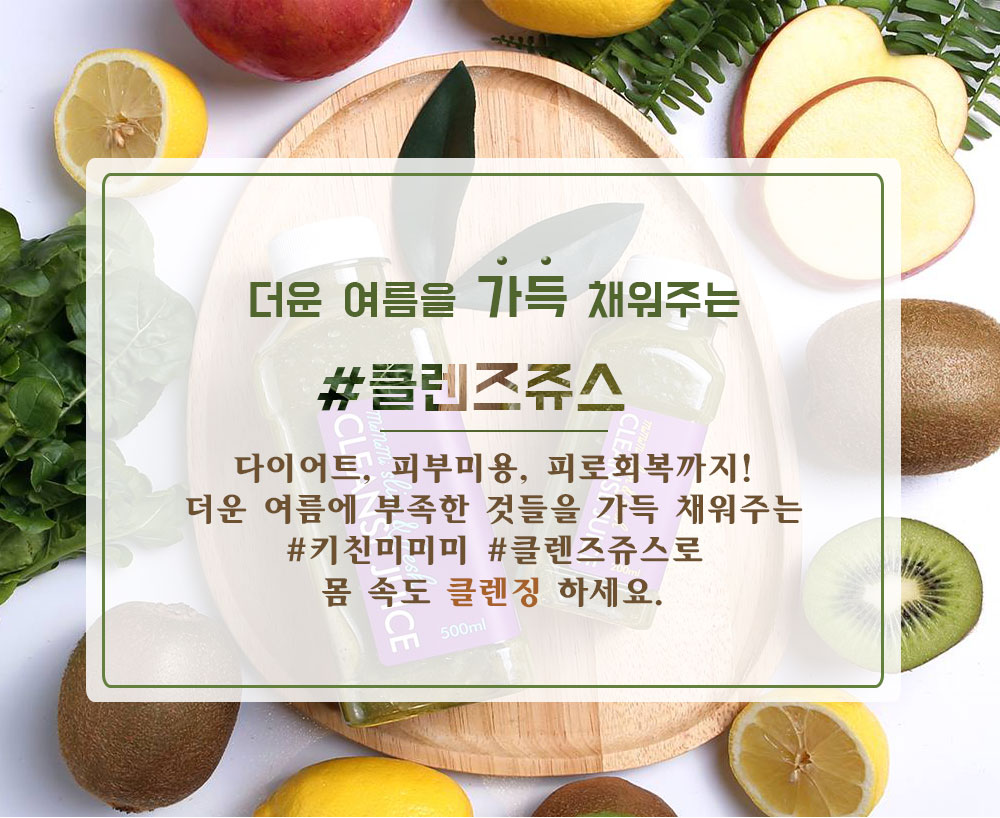 더운 여름을 가득 채워주는
#클렌즈쥬스
다이어트, 피부미용, 피로회복까지!
더운 여름에 부족한 것들을 가득 채워주는
#키친미미미 #클렌즈쥬스로
몸 속도 클렌징 하세요.
CLEANSE JUICE
500ml
CLEANSE JUICE
200ml